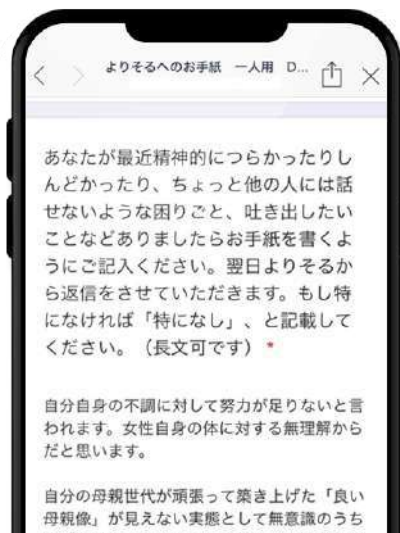 よりそるへのお手紙　一人用　D...
あなたが最近精神的につらかったりし
んどかったり、ちょっと他の人には話
せないような困りごと、吐き出したい
ことなどありましたらお手紙を書くよ
うにご記入ください。翌日よりそるか
ら返信をさせていただきます。もし特
になければ「特になし」、と記載して
ください。（長文可です） *
自分自身の不調に対して努力が足りないと言
われます。女性自身の体に対する無理解から
だと思います。
自分の母親世代が頑張って築き上げた「良い
母親像」が見えない実態として無意識のうち